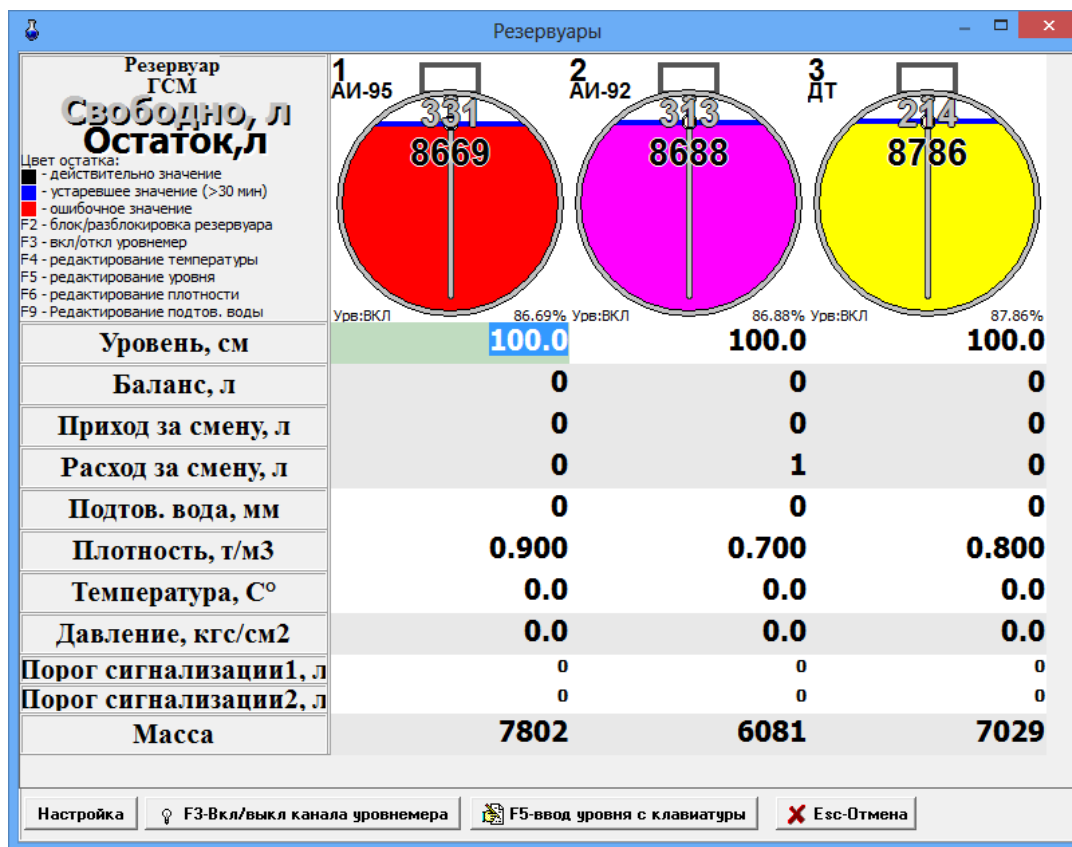 Резервуары
Резервуар
ГСМ
Свободно, л
Остаток,л
Цвет остатка:
- действительно значение
- устаревшее значение (>30 мин)
- ошибочное значение
F2 - блок/разблокировка резервуара
F3 - вкл/откл уровнемер
F4 - редактирование температуры
F5 - редактирование уровня
F6 - редактирование плотности
F9 - Редактирование подтов. воды
1
АИ-95
331
8669
Урв:ВКЛ 86.69%
2
АИ-92
313
8688
Урв:ВКЛ 86.88%
3
ДТ
214
8786
Урв:ВКЛ 87.86%
Уровень, см 100.0 100.0 100.0
Баланс, л 0 0 0
Приход за смену, л 0 0 0
Расход за смену, л 0 1 0
Подтов. вода, мм 0 0 0
Плотность, т/м3 0.900 0.700 0.800
Температура, С° 0.0 0.0 0.0
Давление, кгс/см2 0.0 0.0 0.0
Порог сигнализации1, л 0 0 0
Порог сигнализации2, л 0 0 0
Масса 7802 6081 7029
Настройка F3-Вкл/выкл канала уровнемера F5-ввод уровня с клавиатуры Esc-Отмена